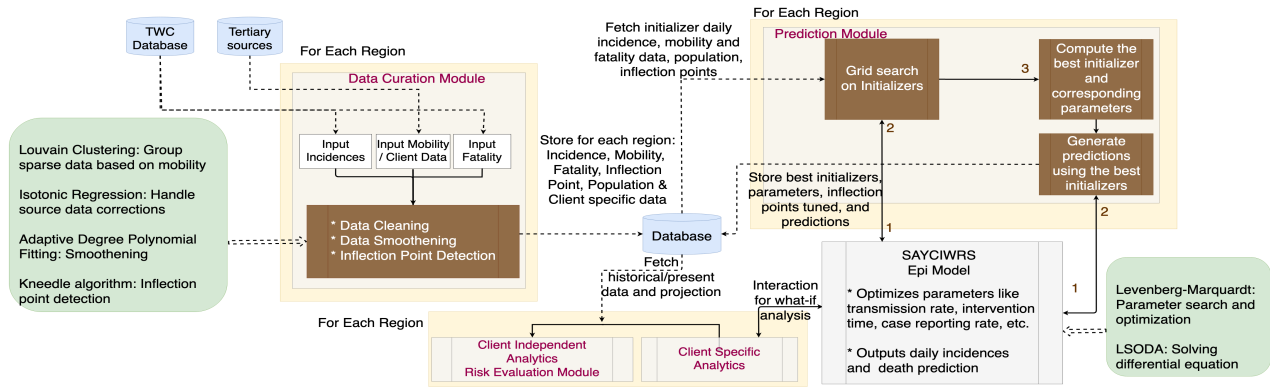 TWC
Database
Tertiary
sources
For Each Region
Data Curation Module
Input
Incidences
Input Mobility
/ Client Data
Input
Fatality
* Data Cleaning
* Data Smoothening
* Inflection Point Detection
Louvain Clustering: Group
sparse data based on mobility
Isotonic Regression: Handle
source data corrections
Adaptive Degree Polynomial
Fitting: Smoothening
Kneedle algorithm: Inflection
point detection
Fetch initializer daily
incidence, mobility and
fatality data, population,
inflection points
Store for each region:
Incidence, Mobility,
Fatality, Inflection
Point, Population &
Client specific data
Database
Fetch
historical/present
data and projection
For Each Region
Prediction Module
Grid search
on Initializers
3
Compute the
best initializer
and
corresponding
parameters
Generate
predictions
using the best
initializers
2
2
1
1
Store best initializers,
parameters, inflection
points tuned, and
predictions
SAYCIWRS
Epi Model
* Optimizes parameters like
transmission rate, intervention
time, case reporting rate, etc.
* Outputs daily incidences
and death prediction
Interaction
for what-if
analysis
For Each Region
Client Independent
Analytics
Risk Evaluation Module
Client Specific
Analytics
Levenberg-Marquardt:
Parameter search and
optimization
LSODA: Solving
differential equation